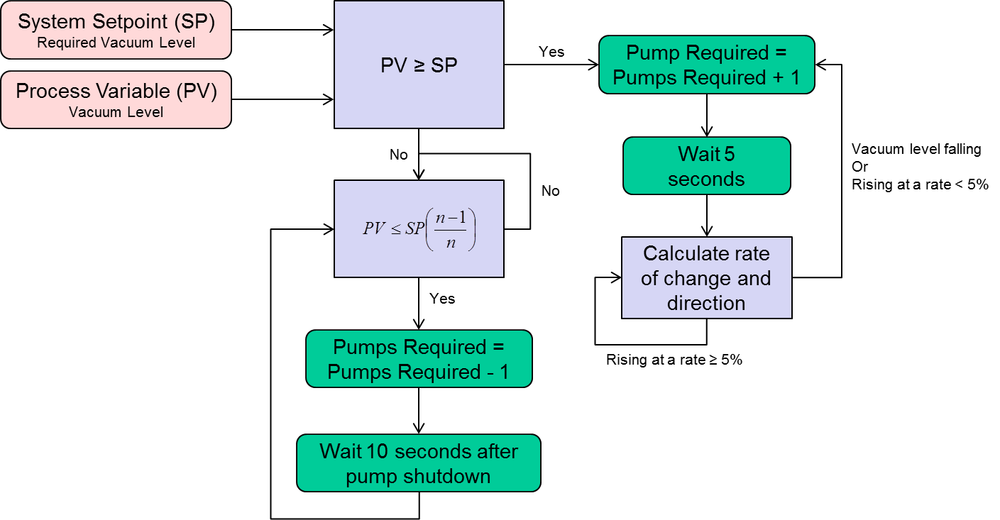 System Setpoint (SP)
Required Vacuum Level
Process Variable (PV)
Vacuum Level
PV ≥ SP
Yes
Pump Required =
Pumps Required + 1
Wait 5
seconds
Vacuum level falling
Or
Rising at a rate < 5%
Calculate rate
of change and
direction
Rising at a rate ≥ 5%
No
No
PV ≤ SP((n−1)/n)
Yes
Pumps Required =
Pumps Required - 1
Wait 10 seconds after
pump shutdown